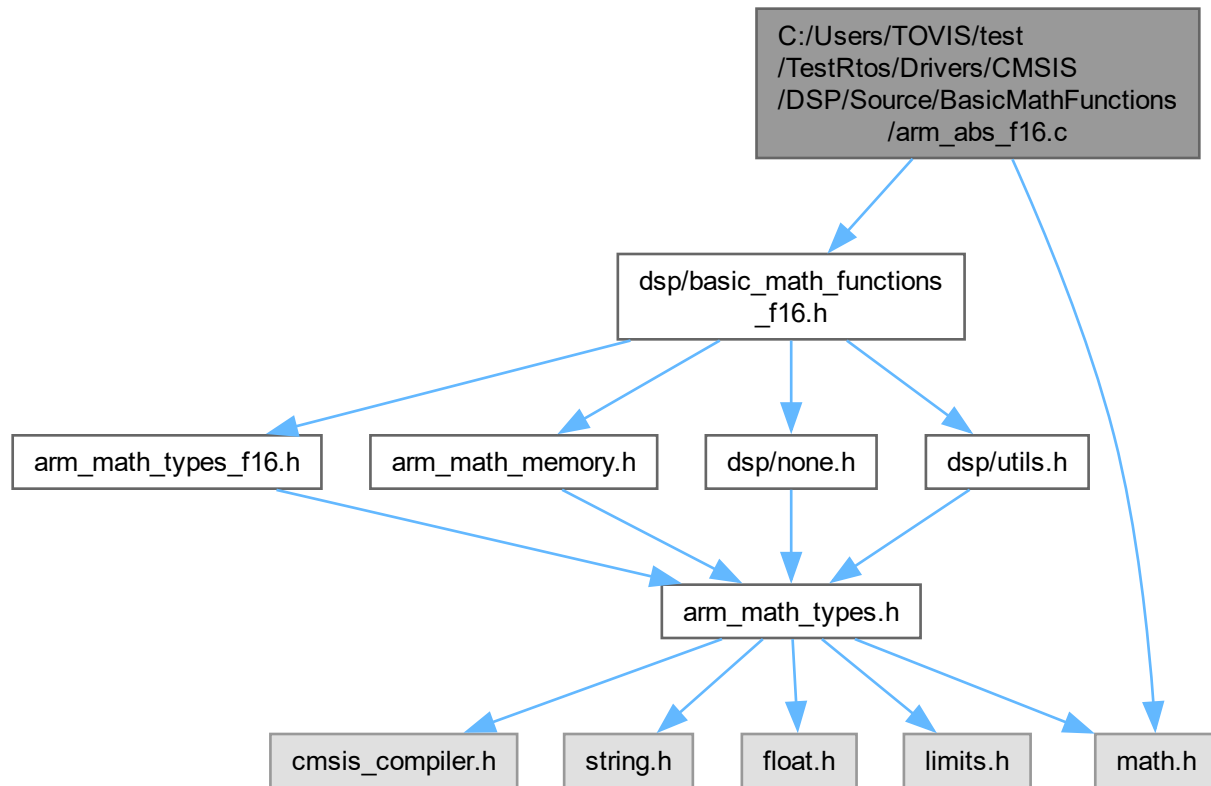 C:/Users/TOVIS/test
/TestRtos/Drivers/CMSIS
/DSP/Source/BasicMathFunctions
/arm_abs_f16.c
dsp/basic_math_functions
_f16.h
arm_math_types_f16.h
arm_math_memory.h
dsp/none.h
dsp/utils.h
arm_math_types.h
cmsis_compiler.h
string.h
float.h
limits.h
math.h